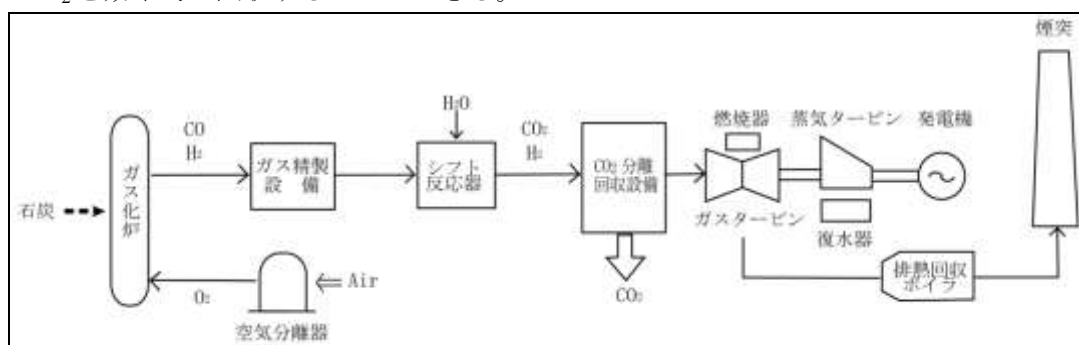 煙突
H₂O
CO
H₂
CO₂
H₂
燃焼器
蒸気タービン
発電機
ガス化炉
ガス精製
設備
シフト
反応器
CO₂分離
回収設備
石炭
ガスタービン
復水器
O₂
Air
CO₂
排熱回収
ボイラ
空気分離器